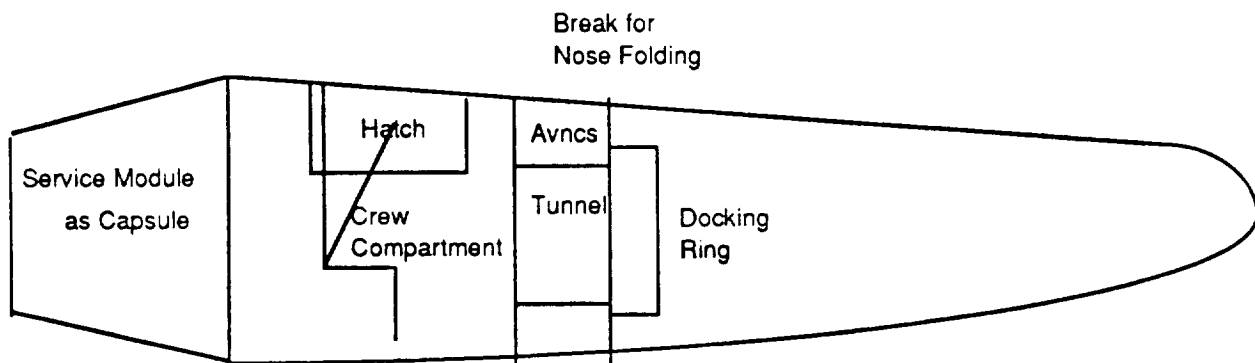 Break for
Nose Folding
Hatch
Avncs
Service Module
as Capsule
Crew
Compartment
Tunnel
Docking
Ring